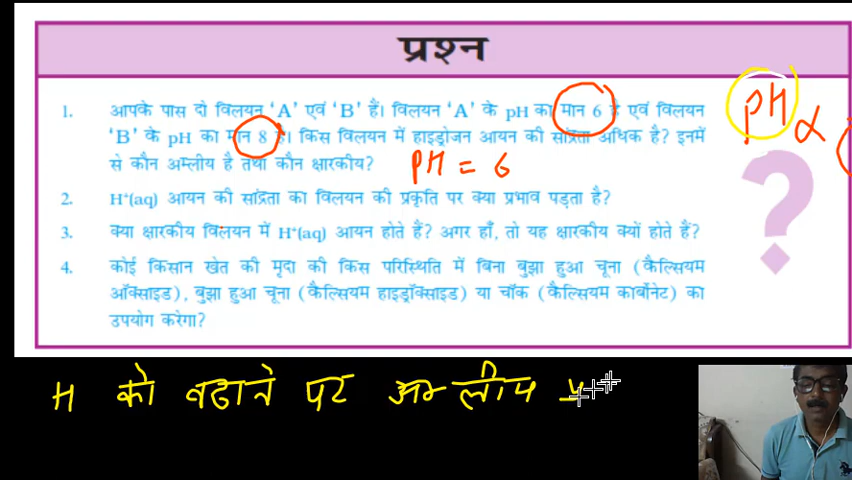 प्रश्न
1. आपके पास दो विलयन 'A' एवं 'B' हैं। विलयन 'A' के pH का मान 6 है एवं विलयन
'B' के pH का मान 8 है। किस विलयन में हाइड्रोजन आयन की सांद्रता अधिक है? इनमें
से कौन अम्लीय है तथा कौन क्षारकीय?
PH = 6
PH α
2. H⁺(aq) आयन की सांद्रता का विलयन की प्रकृति पर क्या प्रभाव पड़ता है?
3. क्या क्षारकीय विलयन में H⁺(aq) आयन होते हैं? अगर हाँ, तो यह क्षारकीय क्यों होते हैं?
4. कोई किसान खेत की मृदा की किस परिस्थिति में बिना बुझा हुआ चूना (कैल्सियम
ऑक्साइड), बुझा हुआ चूना (कैल्सियम हाइड्रॉक्साइड) या चॉक (कैल्सियम कार्बोनेट) का
उपयोग करेगा?
?
H को बढाने पर अम्लीय